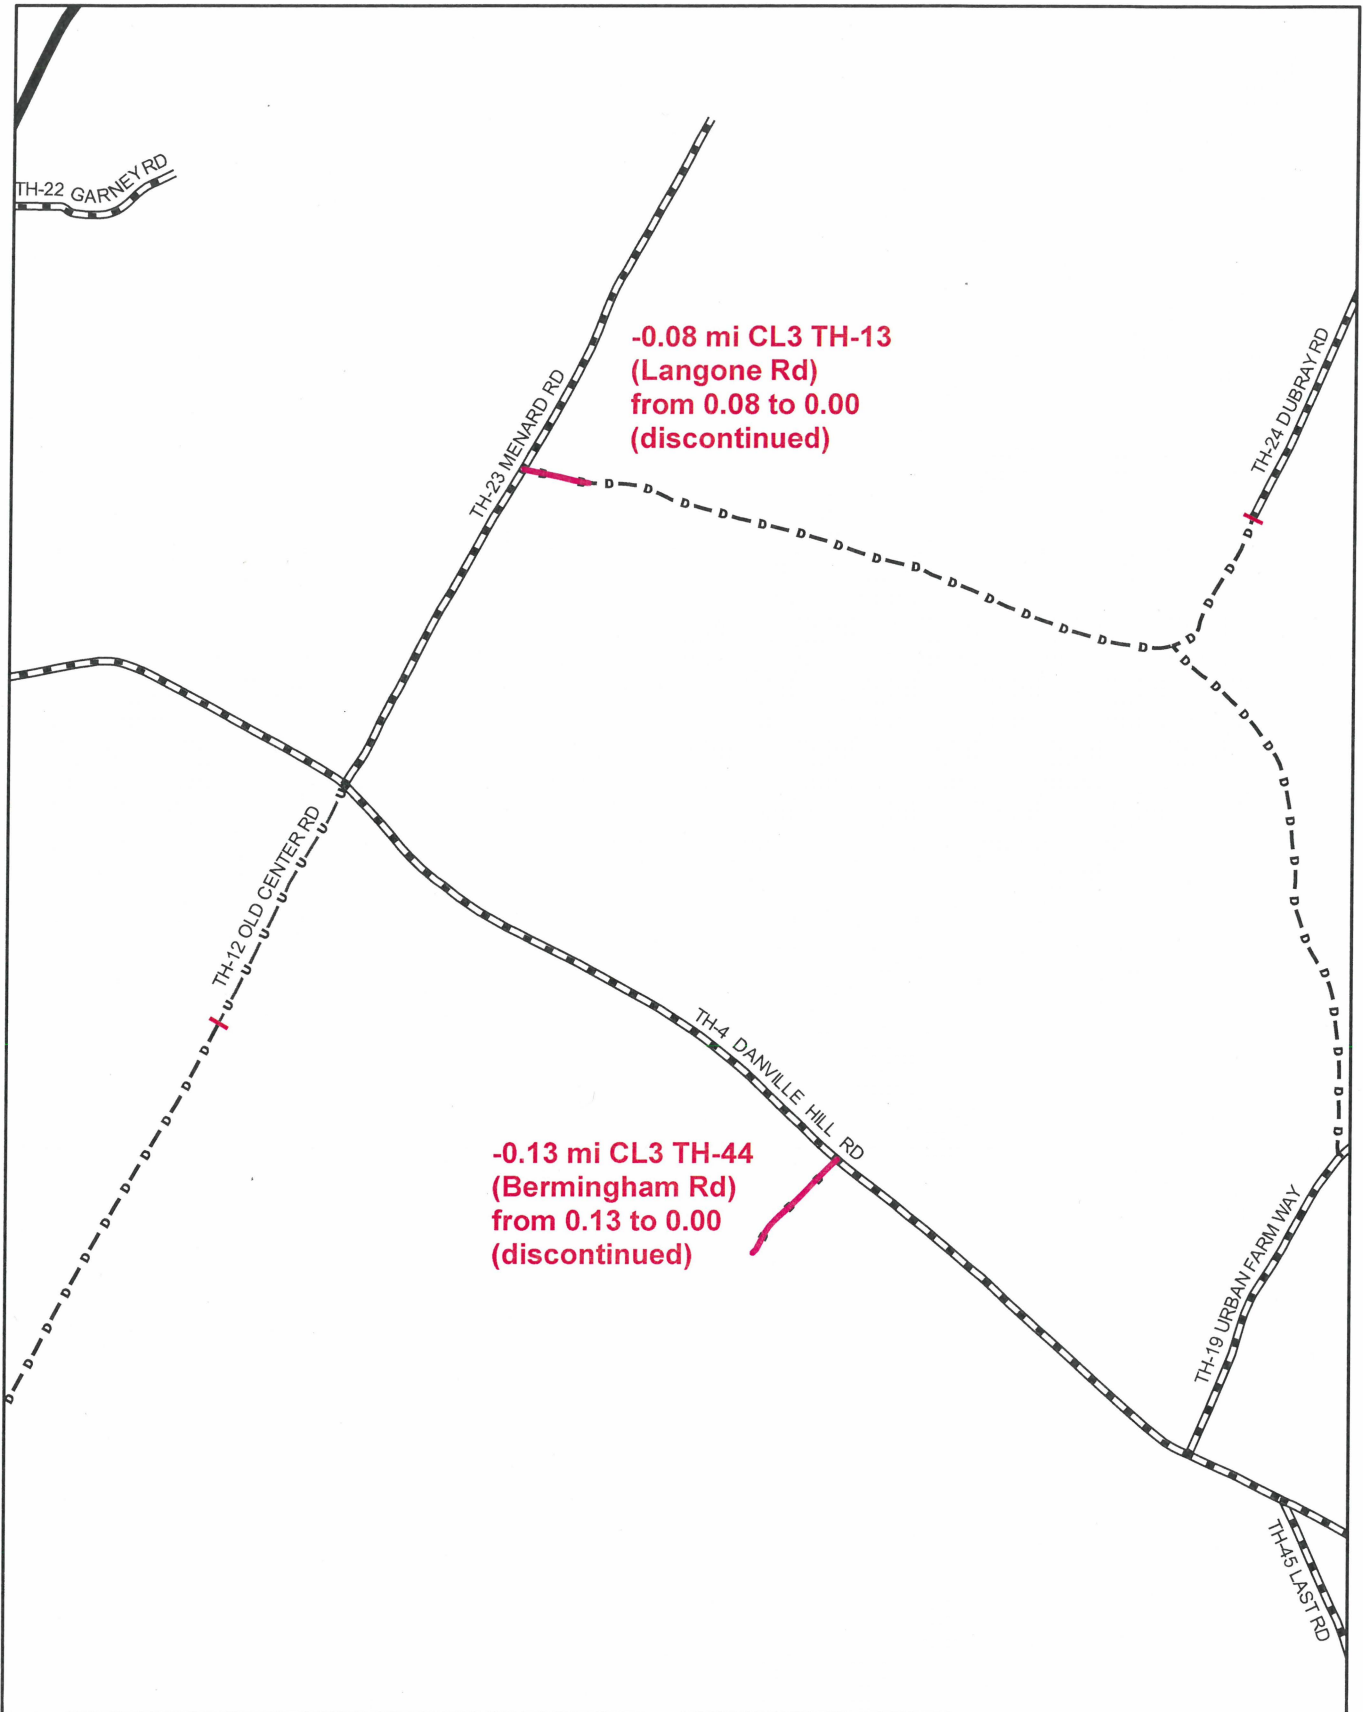 TH-22 GARNEY RD
-0.08 mi CL3 TH-13
(Langone Rd)
from 0.08 to 0.00
(discontinued)
TH-24 DUBRAY RD
TH-23 MENARD RD
TH-12 OLD CENTER RD
TH-4 DANVILLE HILL RD
-0.13 mi CL3 TH-44
(Bermingham Rd)
from 0.13 to 0.00
(discontinued)
TH-19 URBAN FARM WAY
TH-45 LAST RD